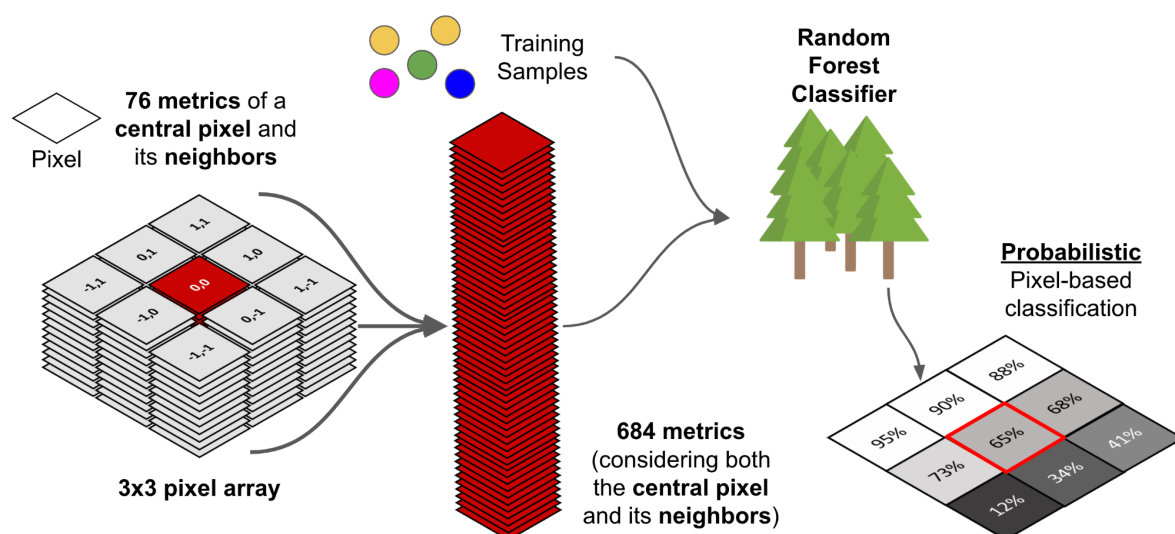 Training
Samples
Random
Forest
Classifier
76 metrics of a
central pixel and
its neighbors
Pixel
1,1
0,1
1,0
-1,1
0,0
1,-1
-1,0
0,-1
-1,-1
3x3 pixel array
684 metrics
(considering both
the central pixel
and its neighbors)
Probabilistic
Pixel-based
classification
88%
90%
68%
95%
65%
41%
73%
34%
12%